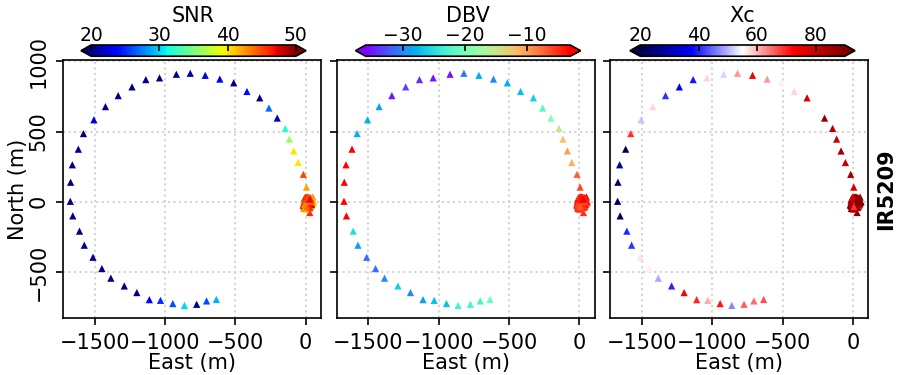 SNR
DBV
Xc
20 30 40 50
−30 −20 −10
20 40 60 80
1000
500
0
−500
North (m)
−1500 −1000 −500 0
−1500 −1000 −500 0
−1500 −1000 −500 0
East (m)
East (m)
East (m)
IR5209